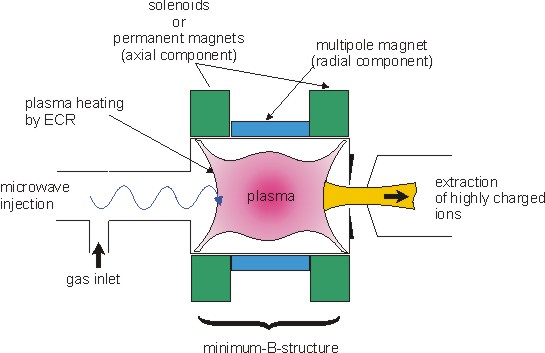 solenoids
or
permanent magnets
(axial component)
multipole magnet
(radial component)
plasma heating
by ECR
microwave
injection
plasma
extraction
of highly charged
ions
gas inlet
minimum-B-structure